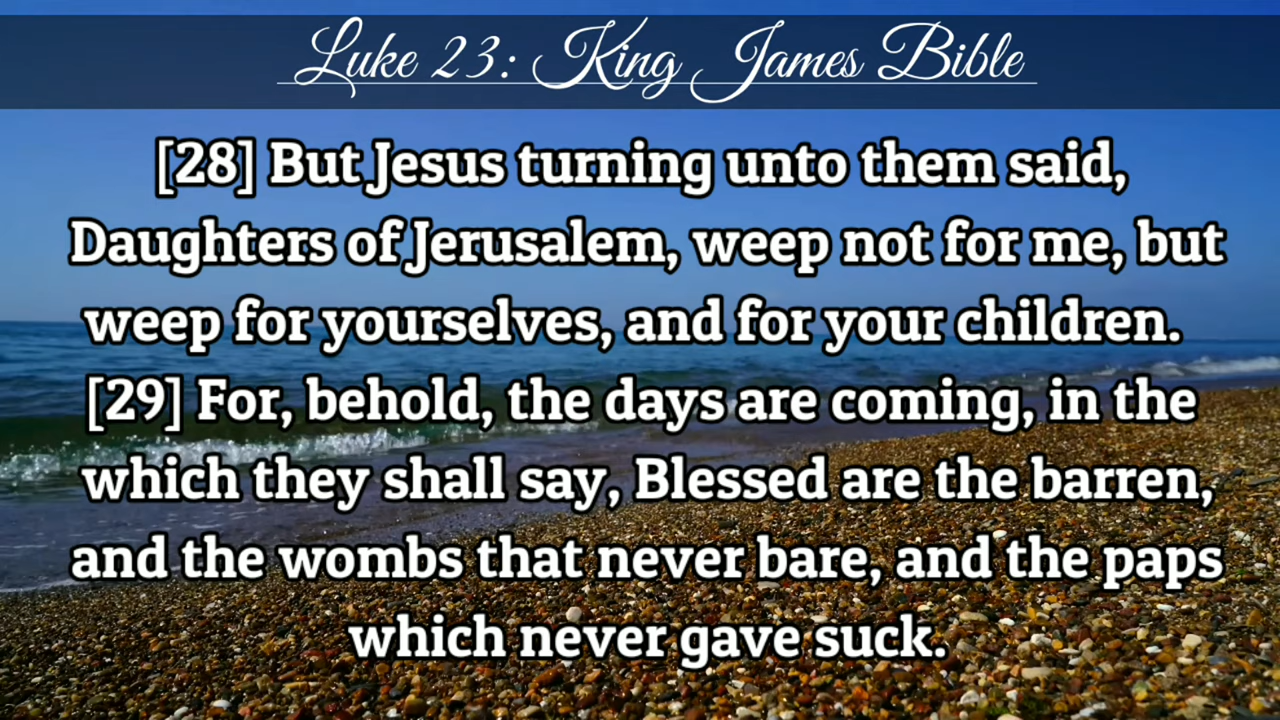 Luke 23: King James Bible
[28] But Jesus turning unto them said,
Daughters of Jerusalem, weep not for me, but
weep for yourselves, and for your children.
[29] For, behold, the days are coming, in the
which they shall say, Blessed are the barren,
and the wombs that never bare, and the paps
which never gave suck.